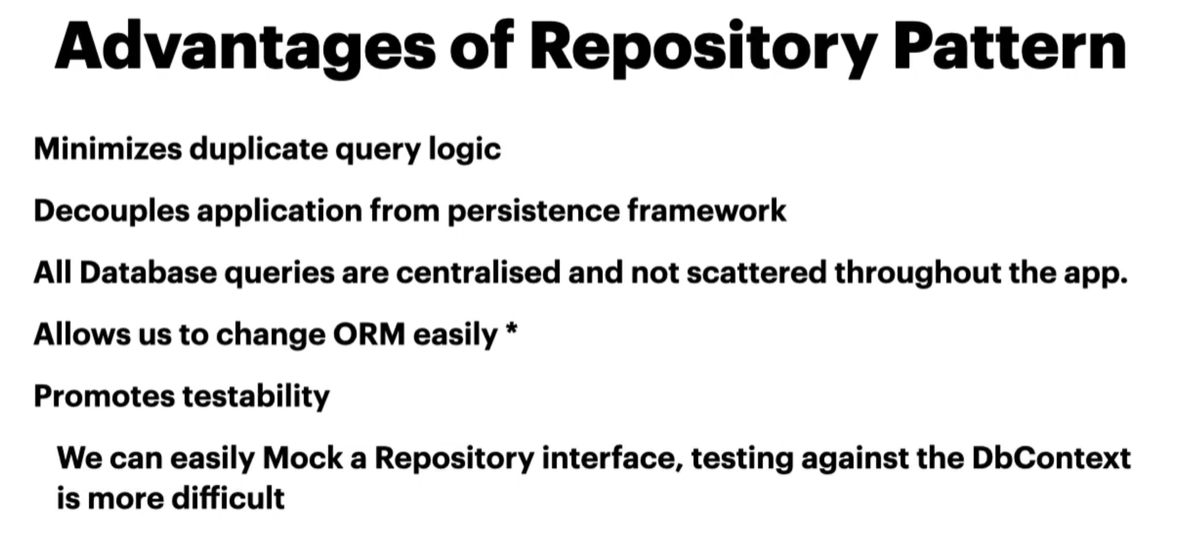 Advantages of Repository Pattern
Minimizes duplicate query logic
Decouples application from persistence framework
All Database queries are centralised and not scattered throughout the app.
Allows us to change ORM easily *
Promotes testability
We can easily Mock a Repository interface, testing against the DbContext
is more difficult